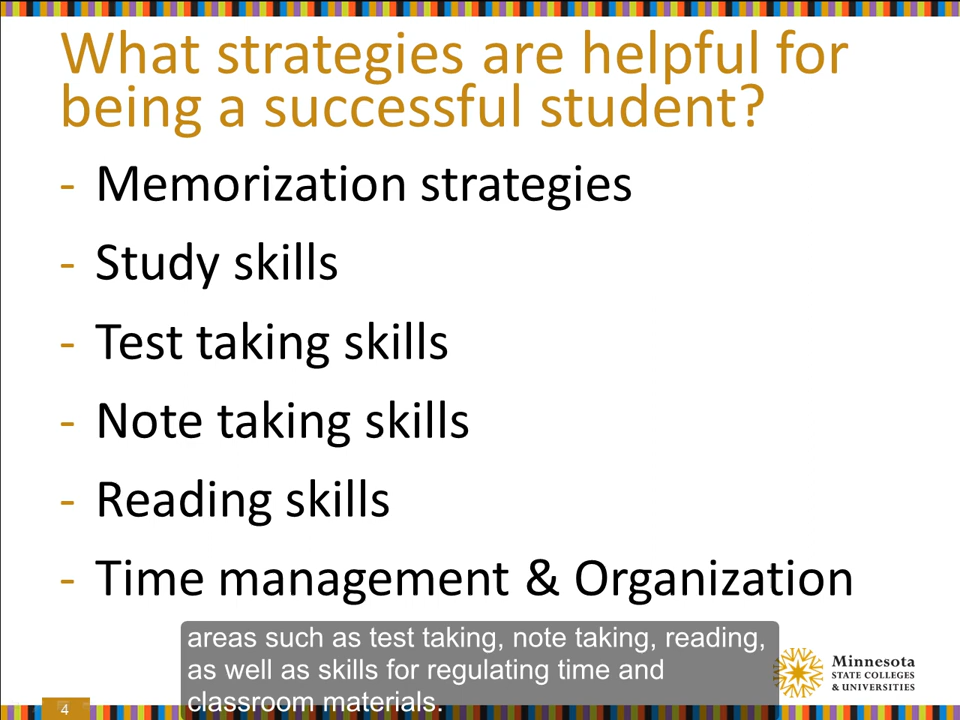 What strategies are helpful for
being a successful student?
- Memorization strategies
- Study skills
- Test taking skills
- Note taking skills
- Reading skills
- Time management & Organization
areas such as test taking, note taking, reading,
as well as skills for regulating time and
classroom materials.
Minnesota
STATE COLLEGES
& UNIVERSITIES
4